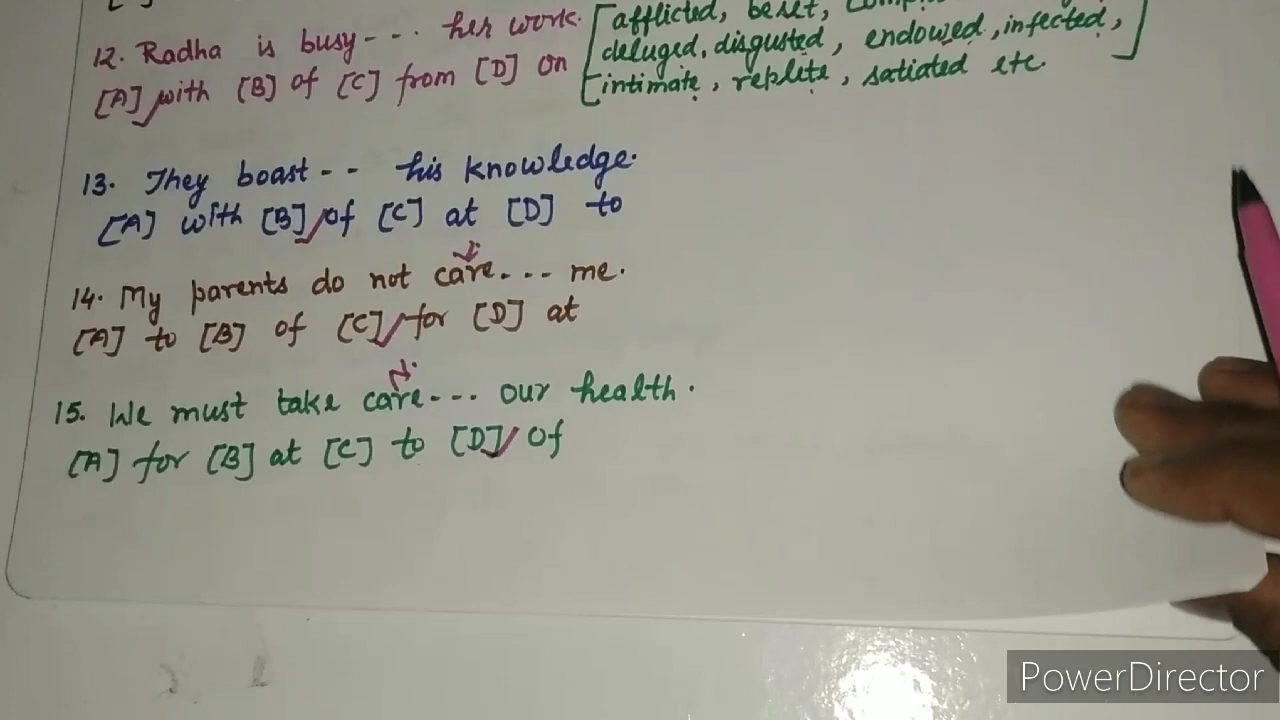 12. Radha is busy--- her work. [afflicted, beset,
[A] with [B] of [C] from [D] on
deluged, disgusted, endowed, infected,
intimate, replete, satiated etc.]
13. They boast-- his knowledge.
[A] with [B] of [C] at [D] to
14. My parents do not care--- me.
[A] to [B] of [C] for [D] at
15. We must take care--- our health.
[A] for [B] at [C] to [D] of
PowerDirector